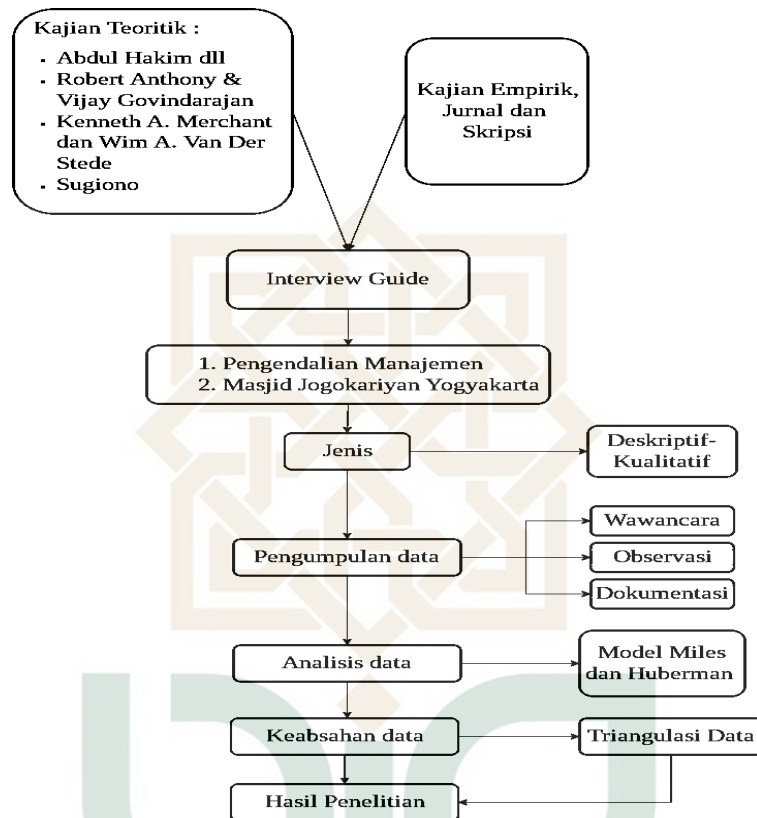 Kajian Teoritik :
• Abdul Hakim dll
• Robert Anthony &
Vijay Govindarajan
• Kenneth A. Merchant
dan Wim A. Van Der
Stede
• Sugiono
Kajian Empirik,
Jurnal dan
Skripsi
Interview Guide
1. Pengendalian Manajemen
2. Masjid Jogokariyan Yogyakarta
Jenis
Deskriptif-
Kualitatif
Pengumpulan data
Wawancara
Observasi
Dokumentasi
Analisis data
Model Miles
dan Huberman
Keabsahan data
Triangulasi Data
Hasil Penelitian